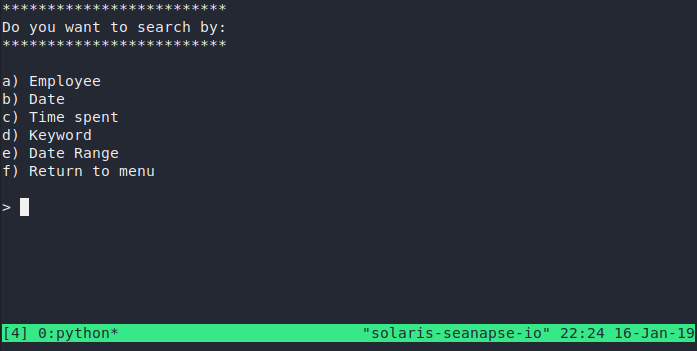 *************************
Do you want to search by:
*************************
a) Employee
b) Date
c) Time spent
d) Keyword
e) Date Range
f) Return to menu
>
[4] 0:python* "solaris-seanapse-io" 22:24 16-Jan-19